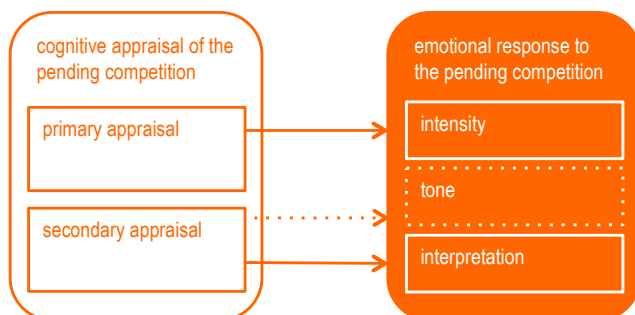 cognitive appraisal of the
pending competition
primary appraisal
secondary appraisal
emotional response to
the pending competition
intensity
tone
interpretation